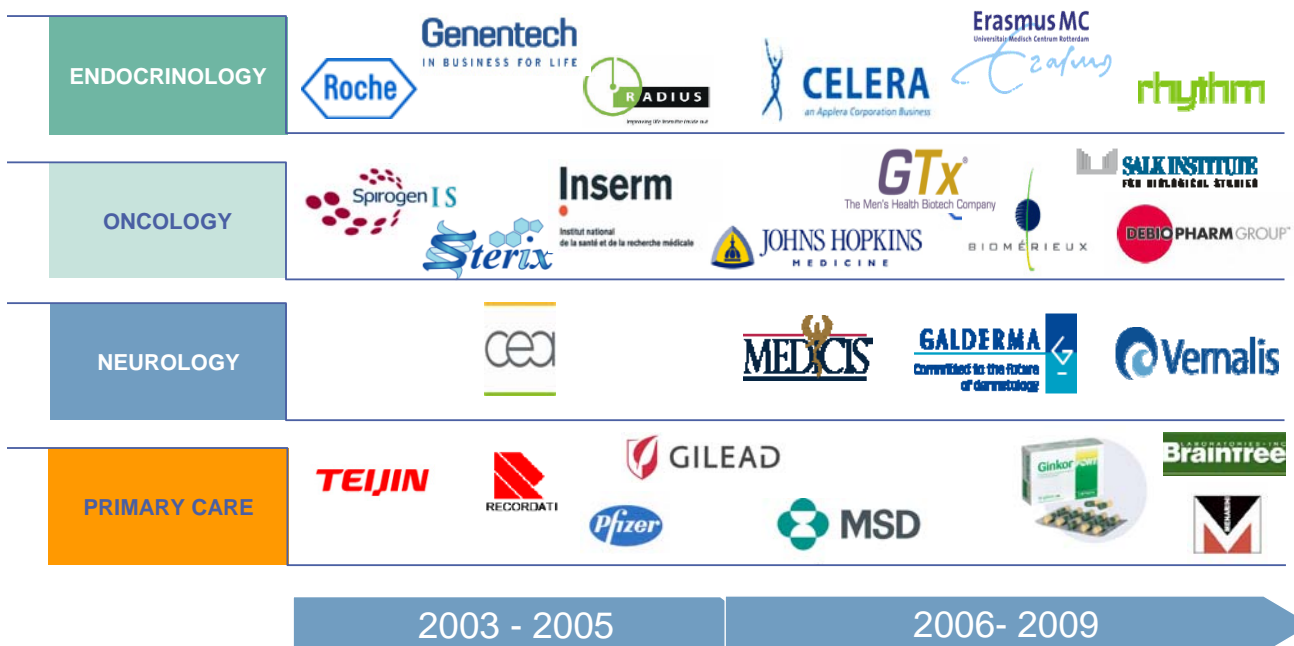 ENDOCRINOLOGY
Genentech
IN BUSINESS FOR LIFE
Roche
RADIUS
CELERA
an Applera Corporation Business
Erasmus MC
Universitair Medisch Centrum Rotterdam
Erasmus
rhythm
ONCOLOGY
Spirogen
IS
Sterix
Inserm
Institut national
de la santé et de la recherche médicale
GTx
The Men's Health Biotech Company
JOHNS HOPKINS
MEDICINE
BIOMÉRIEUX
SALK INSTITUTE
FOR BIOLOGICAL STUDIES
DEBIOPHARM GROUP™
NEUROLOGY
cea
MEDICIS
GALDERMA
Committed to the future
of dermatology
Vernalis
PRIMARY CARE
TEIJIN
RECORDATI
GILEAD
Pfizer
MSD
Ginkor FORT
LABORATORIES-INC
Braintree
MENARINI
2003 - 2005
2006- 2009